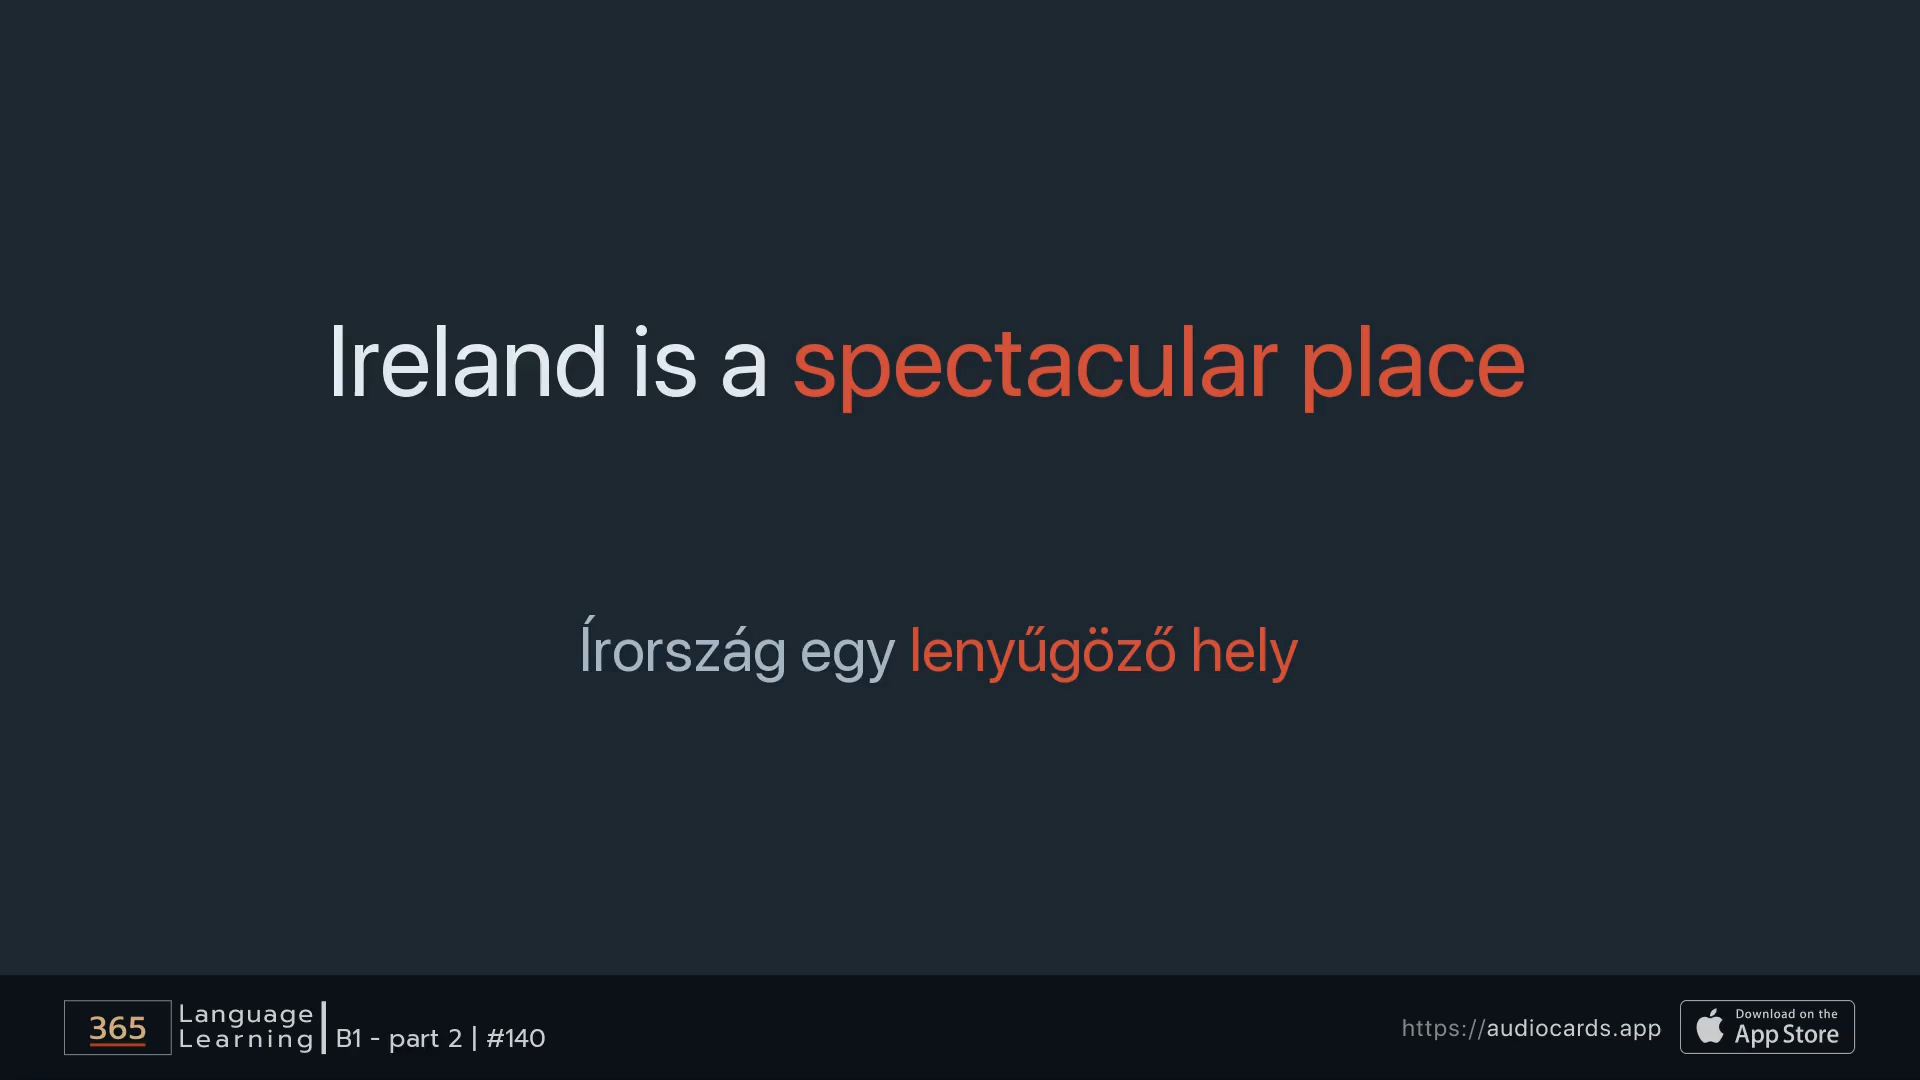 Ireland is a spectacular place
Írország egy lenyűgöző hely
365
Language
Learning
B1 - part 2 | #140
https://audiocards.app
Download on the
App Store